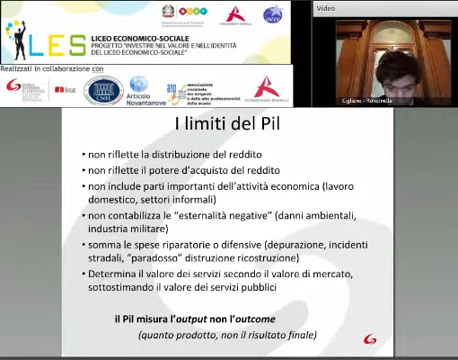 Video
LES
LICEO ECONOMICO-SOCIALE
PROGETTO "INVESTIRE NEL VALORE E NELL'IDENTITÀ
DEL LICEO ECONOMICO-SOCIALE"
Realizzati in collaborazione con
Articolo
Novantanove
Cigliano - Rondinella
I limiti del Pil
• non riflette la distribuzione del reddito
• non riflette il potere d'acquisto del reddito
• non include parti importanti dell'attività economica (lavoro
domestico, settori informali)
• non contabilizza le "esternalità negative" (danni ambientali,
industria militare)
• somma le spese riparatorie o difensive (depurazione, incidenti
stradali, "paradosso" distruzione ricostruzione)
• Determina il valore dei servizi secondo il valore di mercato,
sottostimando il valore dei servizi pubblici
il Pil misura l'output non l'outcome
(quanto prodotto, non il risultato finale)